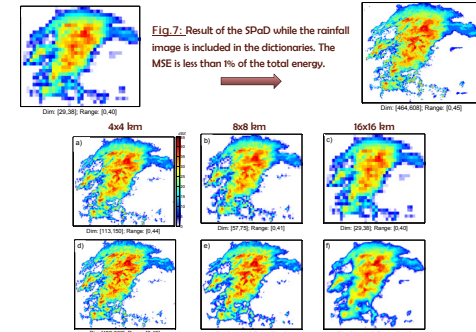 Fig.7: Result of the SPaD while the rainfall
image is included in the dictionaries. The
MSE is less than 1% of the total energy.
Dim: [29,38]; Range: [0,40]
Dim: [464,608]; Range: [0,45]
4x4 km
8x8 km
16x16 km
a)
b)
c)
Dim: [113,150]; Range: [0,44]
Dim: [57,75]; Range: [0,41]
Dim: [29,38]; Range: [0,40]
d)
e)
f)